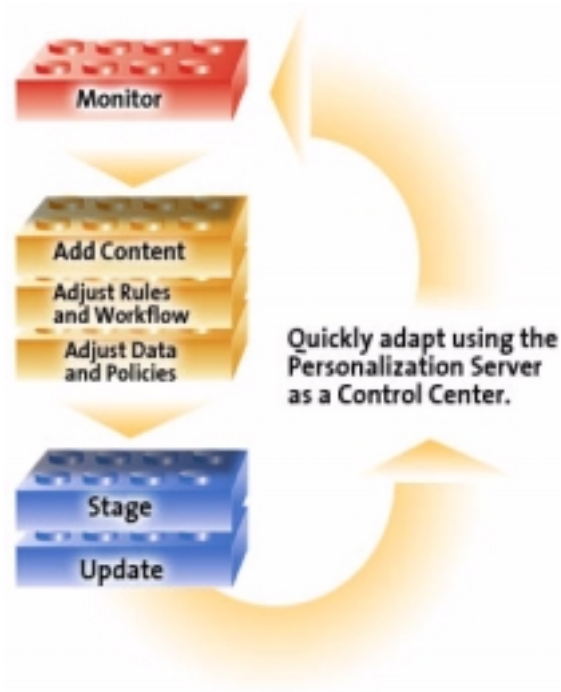 Monitor
Add Content
Adjust Rules
and Workflow
Adjust Data
and Policies
Quickly adapt using the
Personalization Server
as a Control Center.
Stage
Update